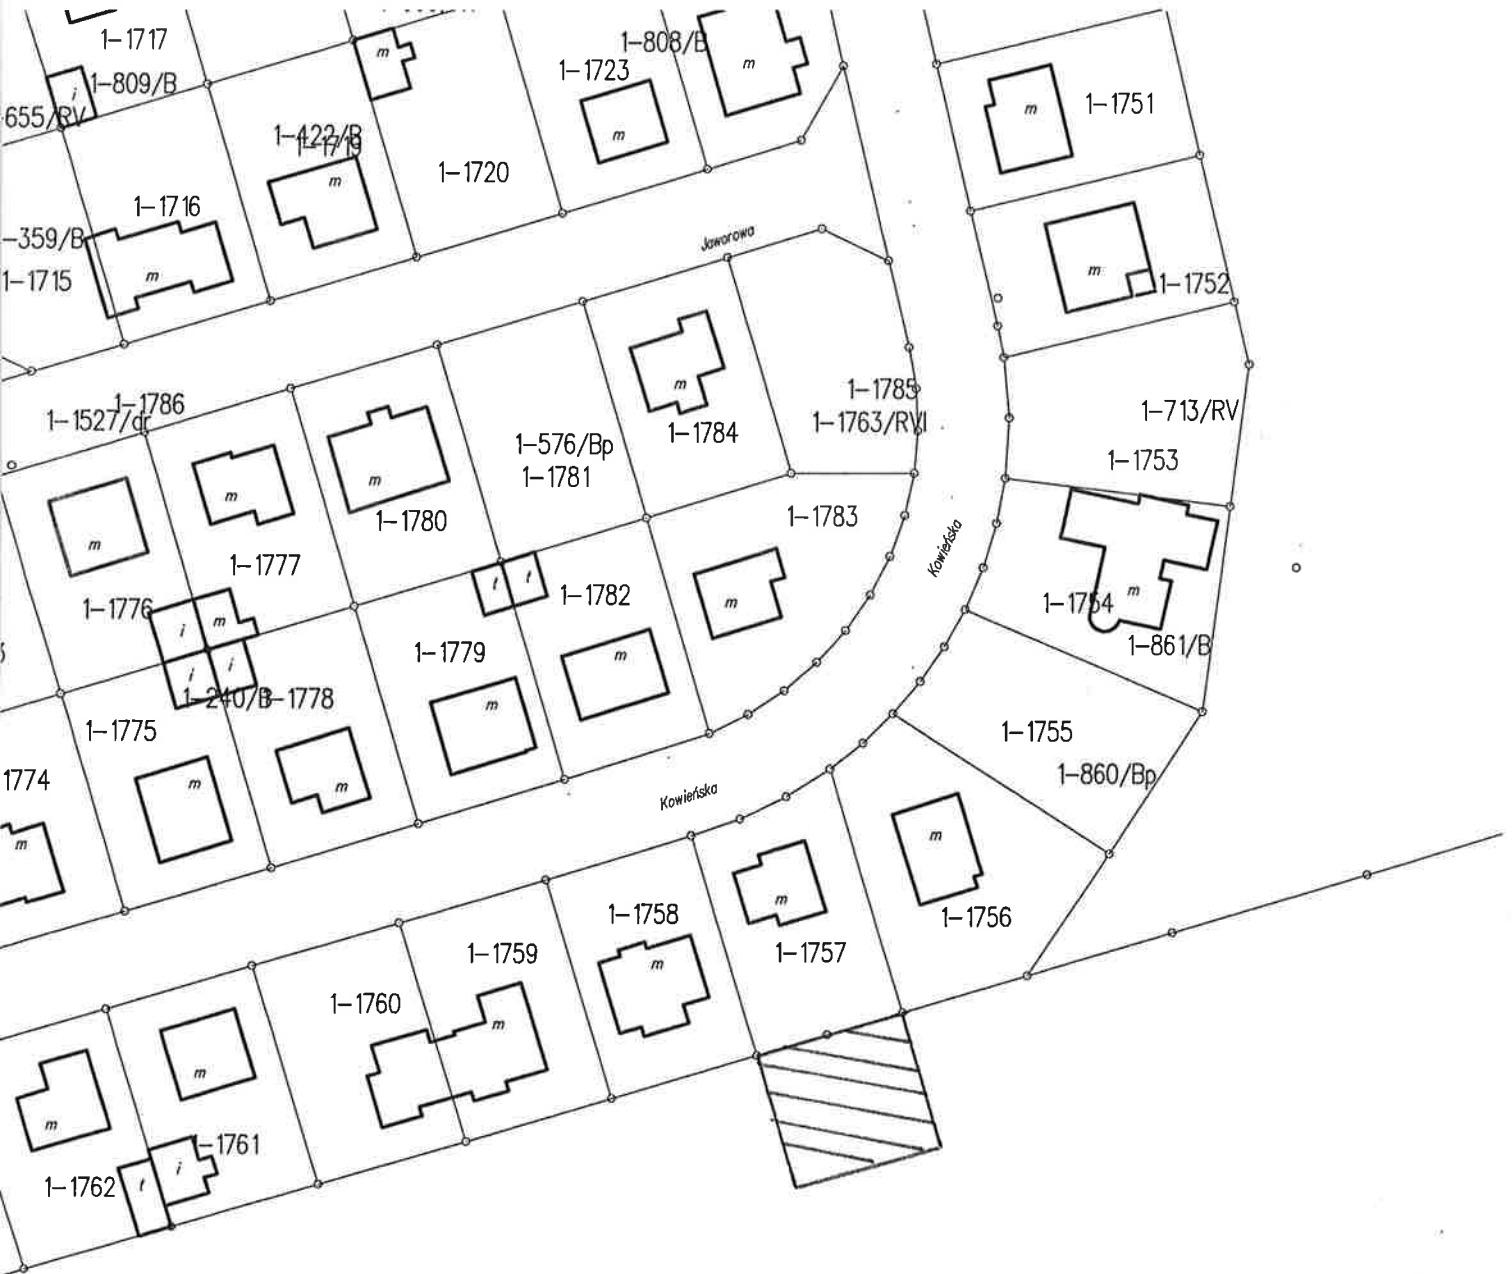 1-1717
1-808/B
1-1723
m
m
1-809/B
i
m
1-1751
655/RV
m
m
1-422/B
1-1719
1-1720
m
1-1716
-359/B
Jaworowa
m
1-1715
m
1-1752
m
1-1785
1-1786
1-1527/dr
1-713/RV
1-1763/RVI
1-1784
1-576/Bp
1-1753
1-1781
m
m
1-1780
1-1783
m
Kowieńska
1-1777
t
t
1-1782
m
1-1754
1-1776
m
i
m
1-861/B
1-1779
m
i
i
1-240/B
1-1778
m
1-1775
1-1755
1774
m
m
1-860/Bp
Kowieńska
m
m
m
1-1758
1-1756
1-1757
1-1759
m
1-1760
m
m
m
1-1761
i
1-1762
t